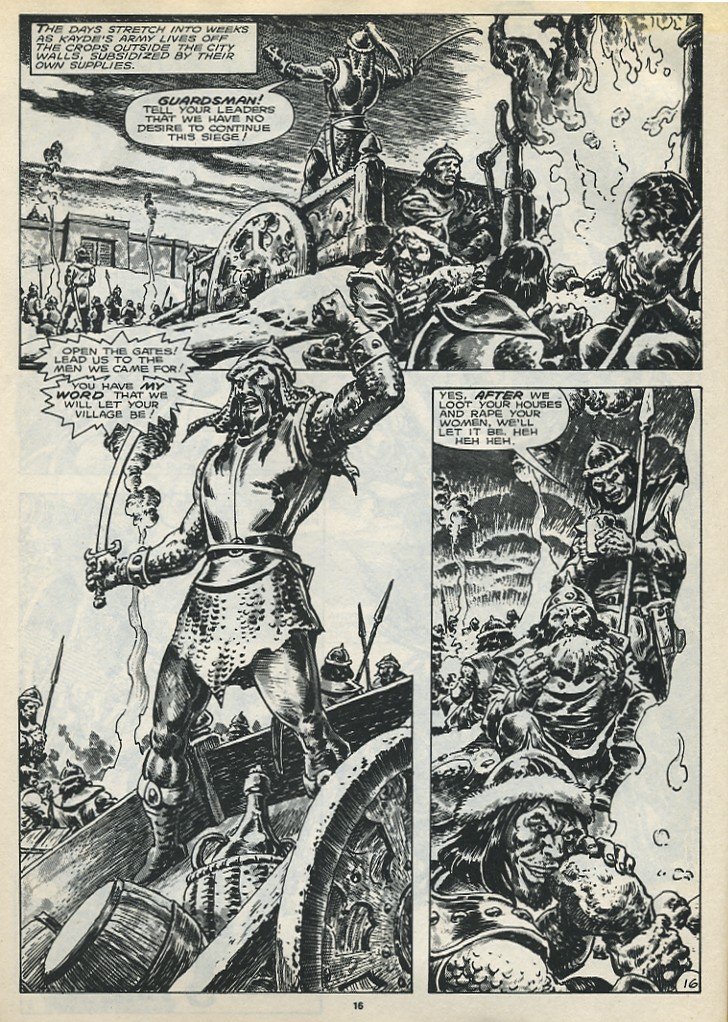 THE DAYS STRETCH INTO WEEKS
AS KAYDE'S ARMY LIVES OFF
THE CROPS OUTSIDE THE CITY
WALLS, SUBSIDIZED BY THEIR
OWN SUPPLIES.
GUARDSMAN!
TELL YOUR LEADERS
THAT WE HAVE NO
DESIRE TO CONTINUE
THIS SIEGE!
OPEN THE GATES!
LEAD US TO THE
MEN WE CAME FOR!
YOU HAVE MY
WORD THAT WE
WILL LET YOUR
VILLAGE BE!
YES, AFTER WE
LOOT YOUR HOUSES
AND RAPE YOUR
WOMEN, WE'LL
LET IT BE. HEH
HEH HEH.
16
16